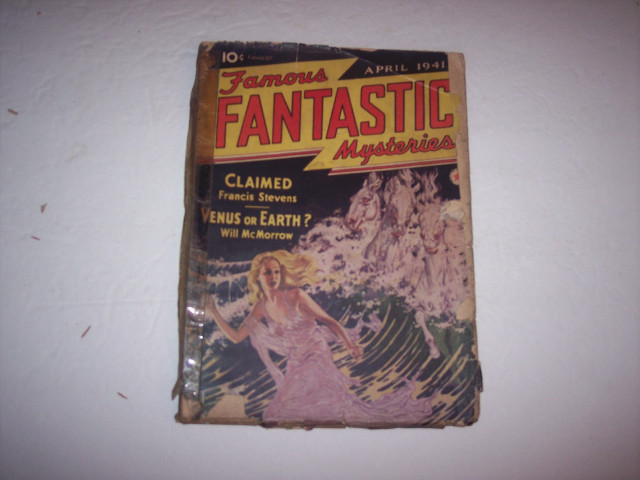 10¢
APRIL 1941
Famous
FANTASTIC
Mysteries
CLAIMED
Francis Stevens
VENUS OR EARTH?
Will McMorrow